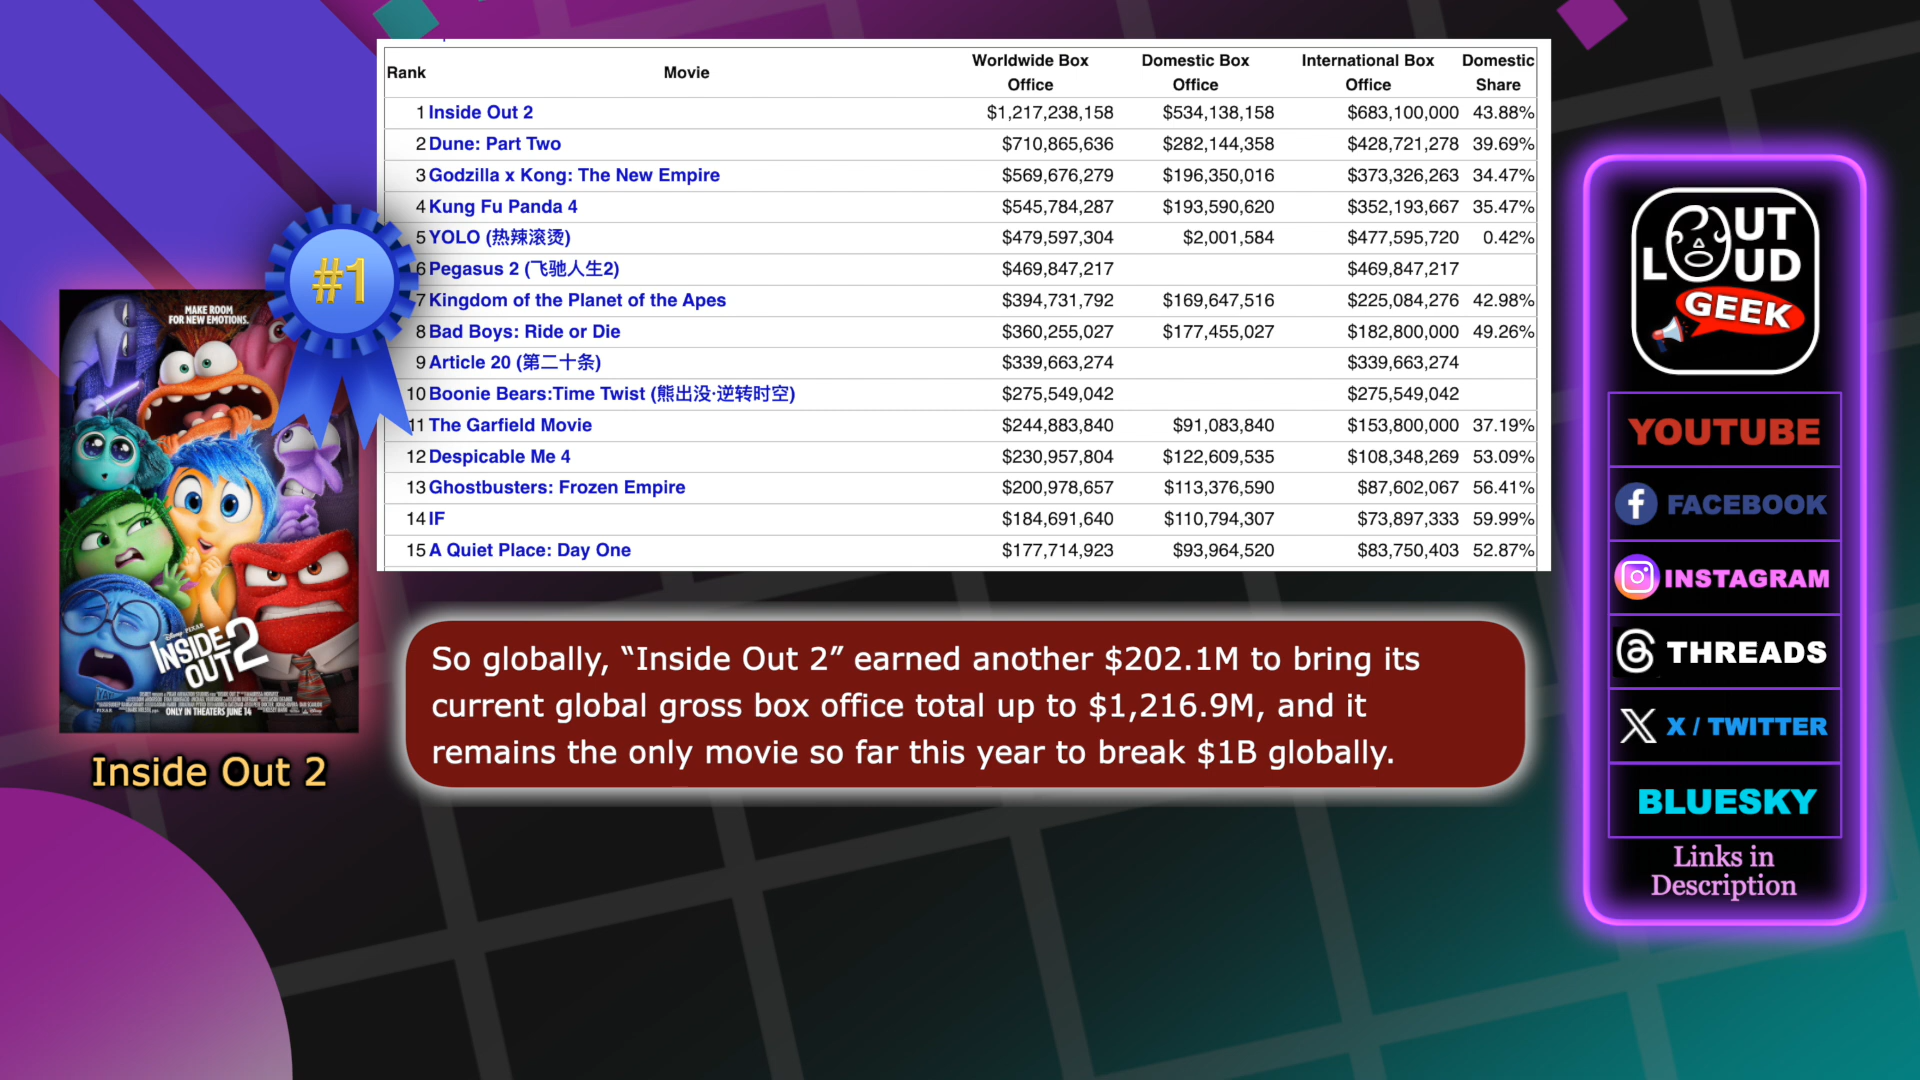 Rank Movie Worldwide Box Office Domestic Box Office International Box Office Domestic Share
1 Inside Out 2 $1,217,238,158 $534,138,158 $683,100,000 43.88%
2 Dune: Part Two $710,865,636 $282,144,358 $428,721,278 39.69%
3 Godzilla x Kong: The New Empire $569,676,279 $196,350,016 $373,326,263 34.47%
4 Kung Fu Panda 4 $545,784,287 $193,590,620 $352,193,667 35.47%
5 YOLO (热辣滚烫) $479,597,304 $2,001,584 $477,595,720 0.42%
6 Pegasus 2 (飞驰人生2) $469,847,217 $469,847,217
7 Kingdom of the Planet of the Apes $394,731,792 $169,647,516 $225,084,276 42.98%
8 Bad Boys: Ride or Die $360,255,027 $177,455,027 $182,800,000 49.26%
9 Article 20 (第二十条) $339,663,274 $339,663,274
10 Boonie Bears:Time Twist (熊出没·逆转时空) $275,549,042 $275,549,042
11 The Garfield Movie $244,883,840 $91,083,840 $153,800,000 37.19%
12 Despicable Me 4 $230,957,804 $122,609,535 $108,348,269 53.09%
13 Ghostbusters: Frozen Empire $200,978,657 $113,376,590 $87,602,067 56.41%
14 IF $184,691,640 $110,794,307 $73,897,333 59.99%
15 A Quiet Place: Day One $177,714,923 $93,964,520 $83,750,403 52.87%
#1
MAKE ROOM
FOR NEW EMOTIONS.
DISNEY PIXAR
INSIDE
OUT 2
ONLY IN THEATERS JUNE 14
Inside Out 2
So globally, “Inside Out 2” earned another $202.1M to bring its
current global gross box office total up to $1,216.9M, and it
remains the only movie so far this year to break $1B globally.
OUT
LOUD
GEEK
YOUTUBE
FACEBOOK
INSTAGRAM
THREADS
X / TWITTER
BLUESKY
Links in
Description